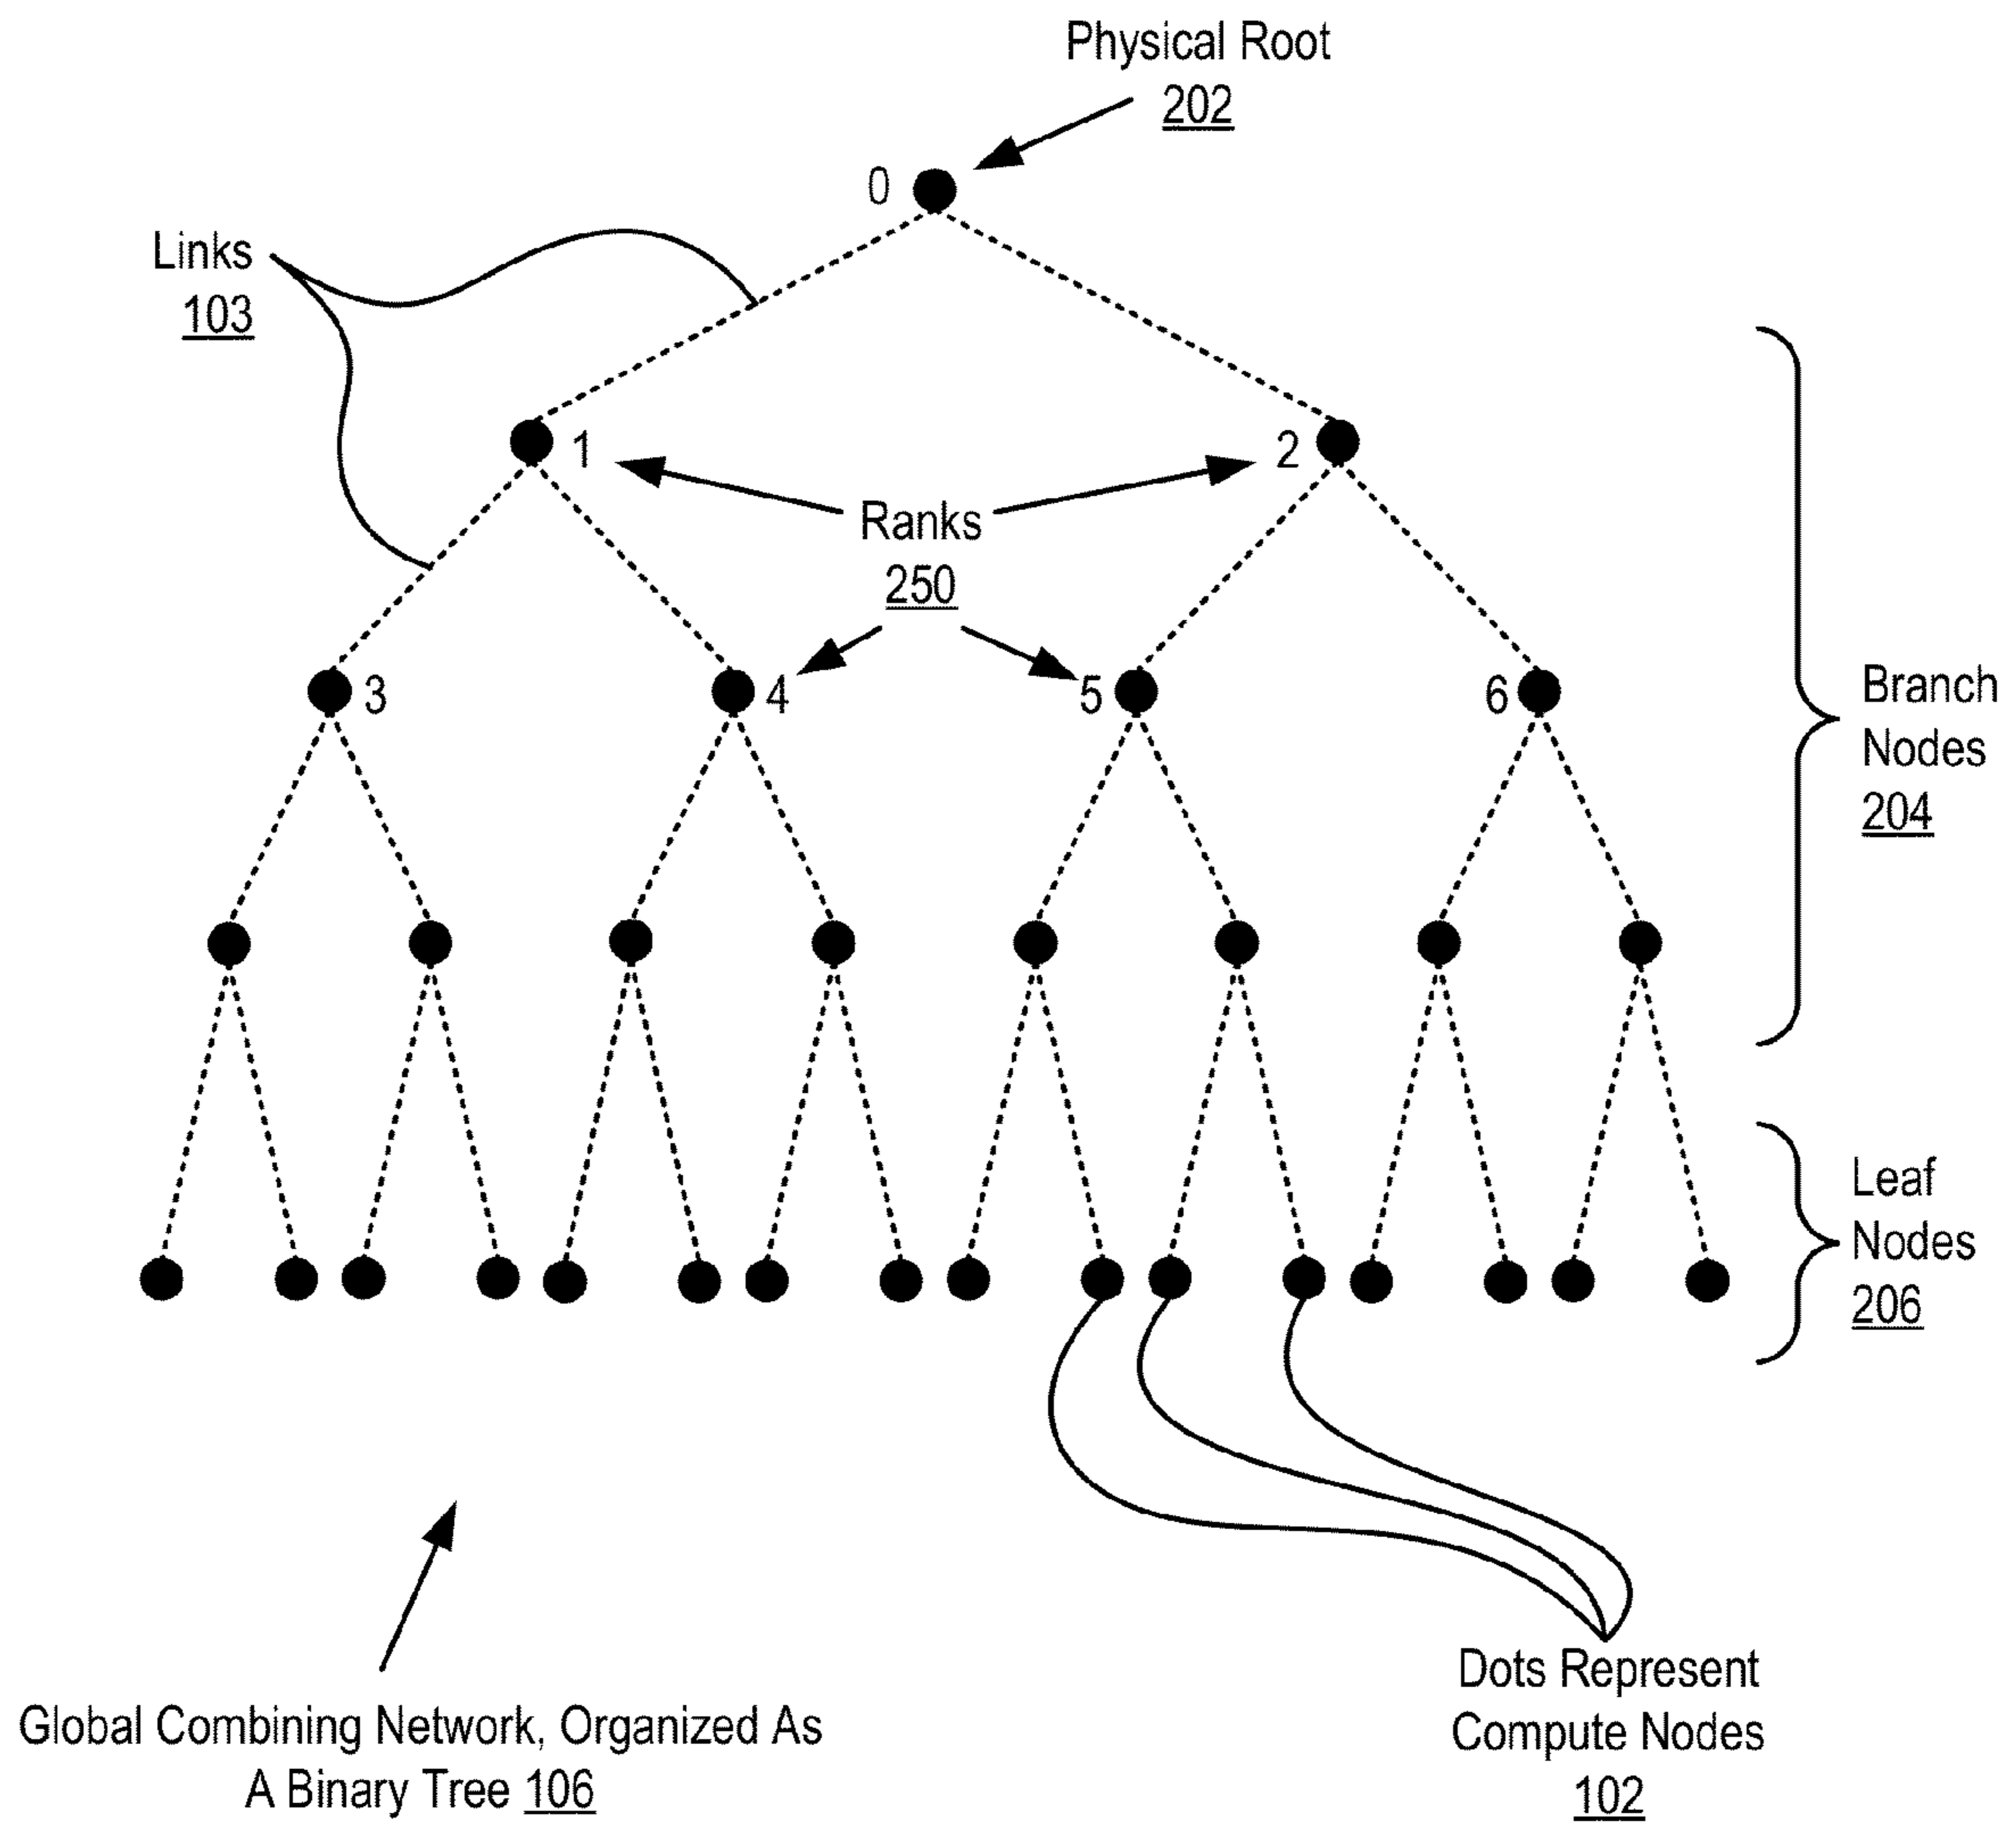 Physical Root
202
0
Links
103
1
2
Ranks
250
3
4
5
6
Branch
Nodes
204
Leaf
Nodes
206
Dots Represent
Compute Nodes
102
Global Combining Network, Organized As
A Binary Tree 106